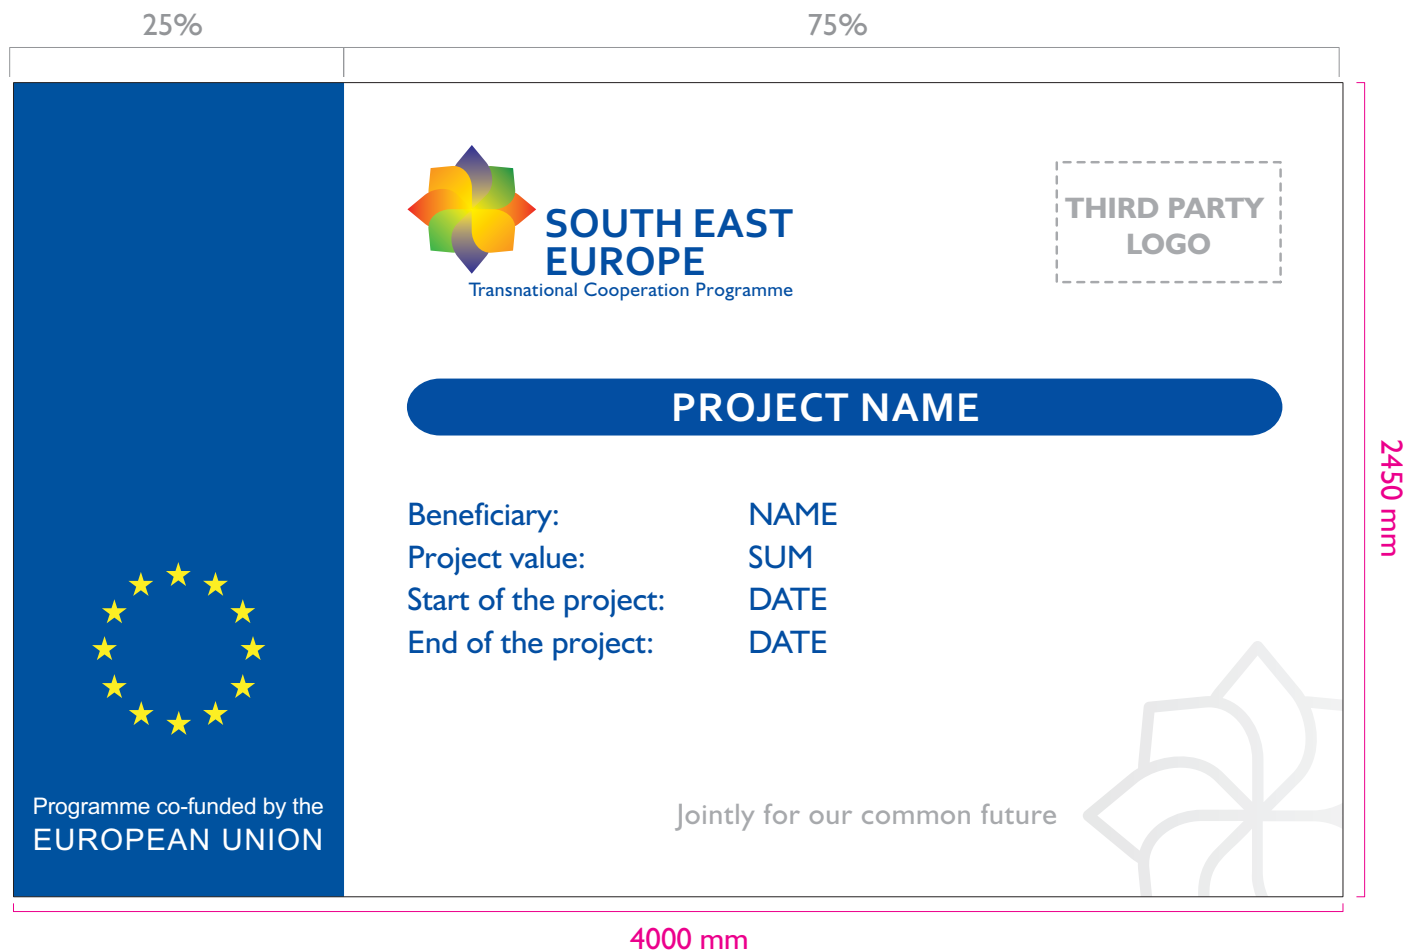 25%
75%
SOUTH EAST
EUROPE
Transnational Cooperation Programme
THIRD PARTY
LOGO
PROJECT NAME
Beneficiary: NAME
Project value: SUM
Start of the project: DATE
End of the project: DATE
2450 mm
Programme co-funded by the
EUROPEAN UNION
Jointly for our common future
4000 mm